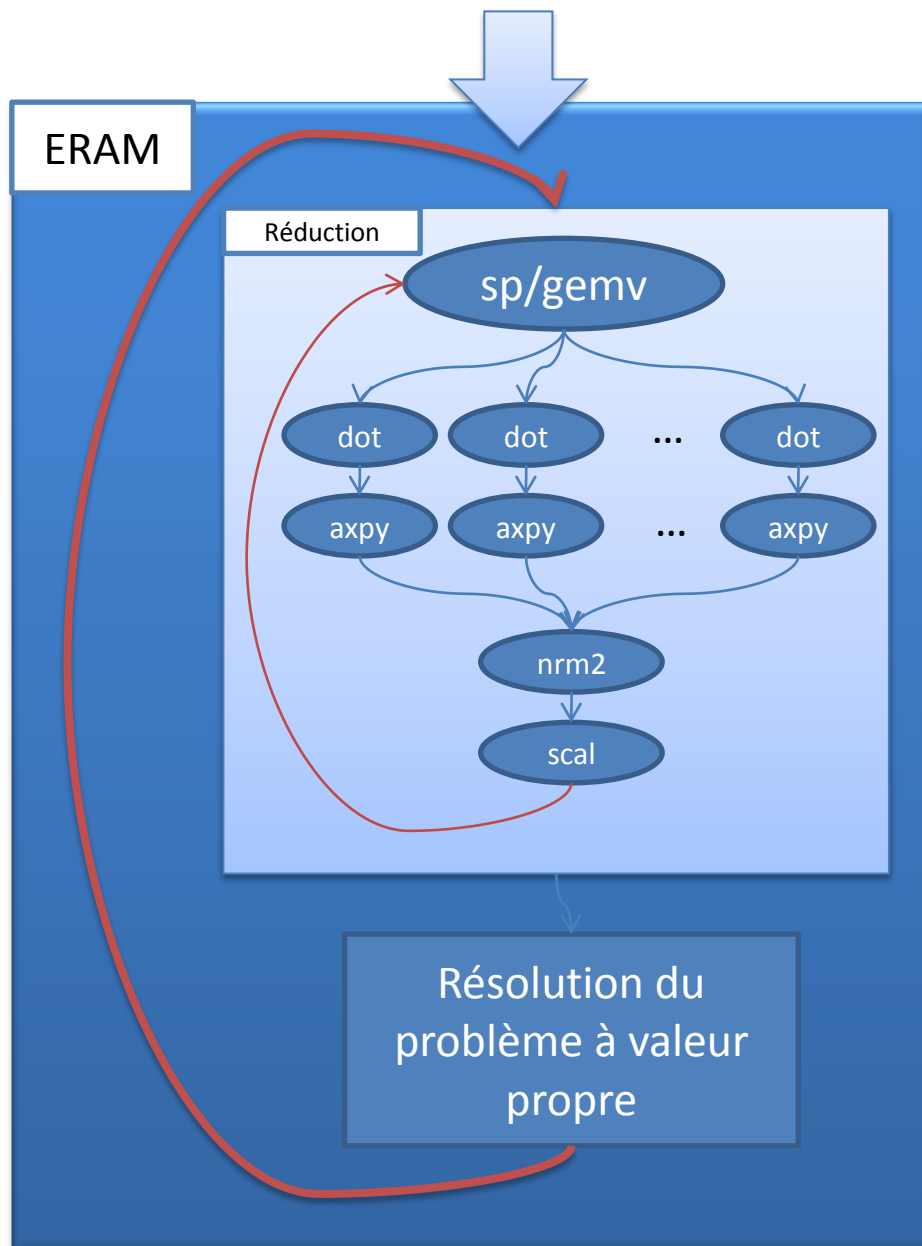 ERAM
Réduction
sp/gemv
dot dot ... dot
axpy axpy ... axpy
nrm2
scal
Résolution du
problème à valeur
propre